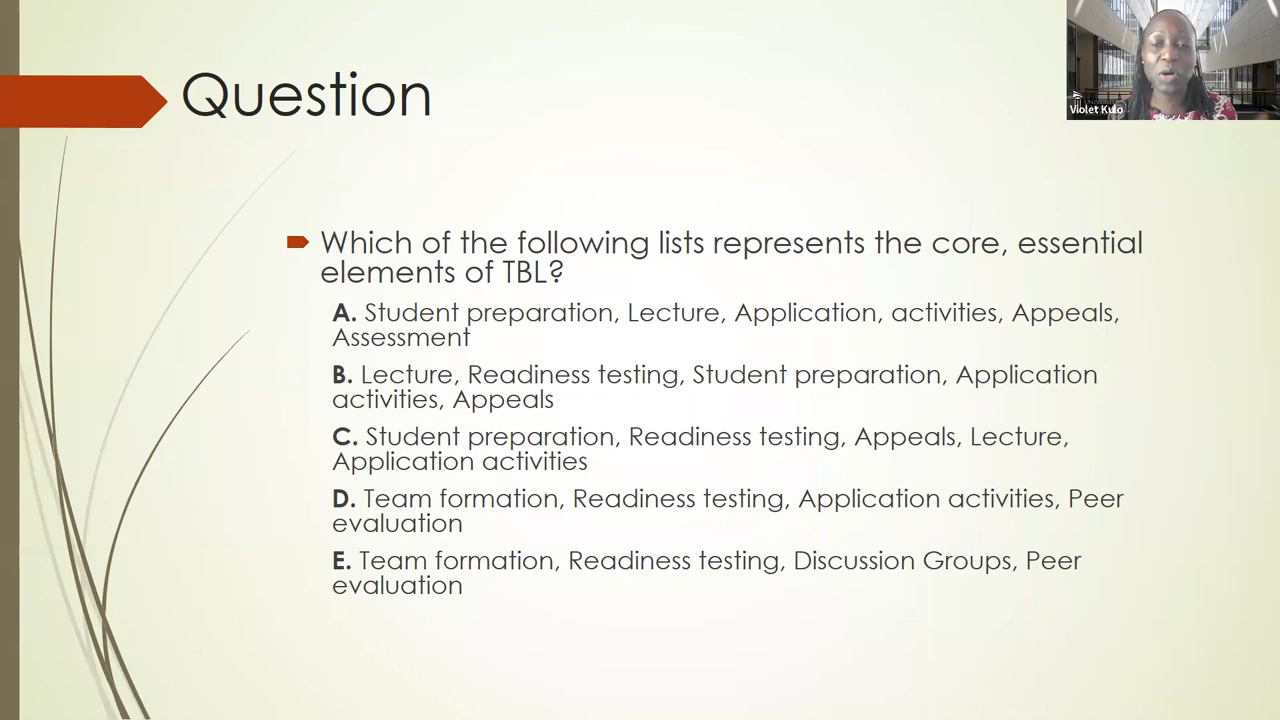 Question
Which of the following lists represents the core, essential
elements of TBL?
A. Student preparation, Lecture, Application, activities, Appeals,
Assessment
B. Lecture, Readiness testing, Student preparation, Application
activities, Appeals
C. Student preparation, Readiness testing, Appeals, Lecture,
Application activities
D. Team formation, Readiness testing, Application activities, Peer
evaluation
E. Team formation, Readiness testing, Discussion Groups, Peer
evaluation
Violet Kulo